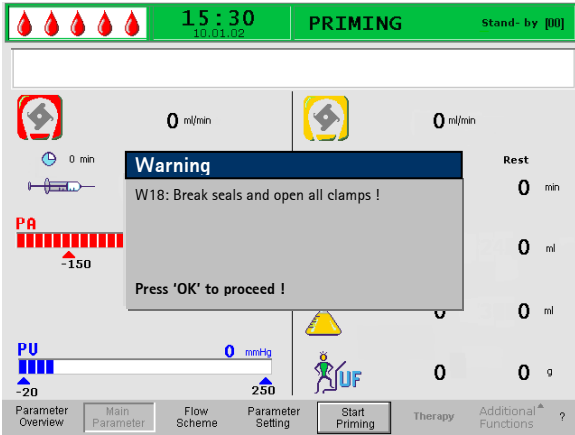 15:30
10.01.02
PRIMING
Stand- by [00]
0 ml/min
0 ml/min
0 min
Rest
Warning
W18: Break seals and open all clamps !
Press ‘OK’ to proceed !
0 min
PA
-150
0 ml
0 ml
PV
0 mmHg
-20
250
UF
0
0 g
Parameter Overview
Main Parameter
Flow Scheme
Parameter Setting
Start Priming
Therapy
Additional Functions
?